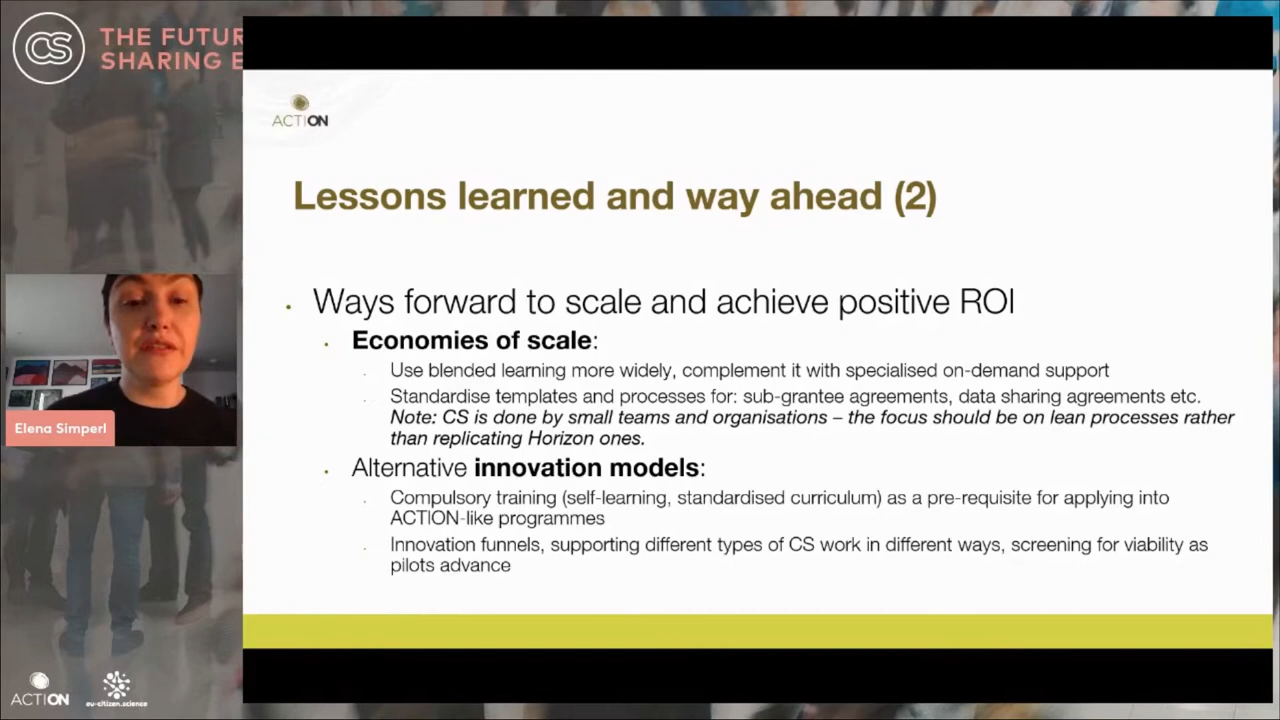 CS
THE FUTUR
SHARING E
ACTION
Lessons learned and way ahead (2)
Ways forward to scale and achieve positive ROI
Economies of scale:
Use blended learning more widely, complement it with specialised on-demand support
Standardise templates and processes for: sub-grantee agreements, data sharing agreements etc.
Note: CS is done by small teams and organisations – the focus should be on lean processes rather
than replicating Horizon ones.
Alternative innovation models:
Compulsory training (self-learning, standardised curriculum) as a pre-requisite for applying into
ACTION-like programmes
Innovation funnels, supporting different types of CS work in different ways, screening for viability as
pilots advance
Elena Simperl
ACTION
eu-citizen.science